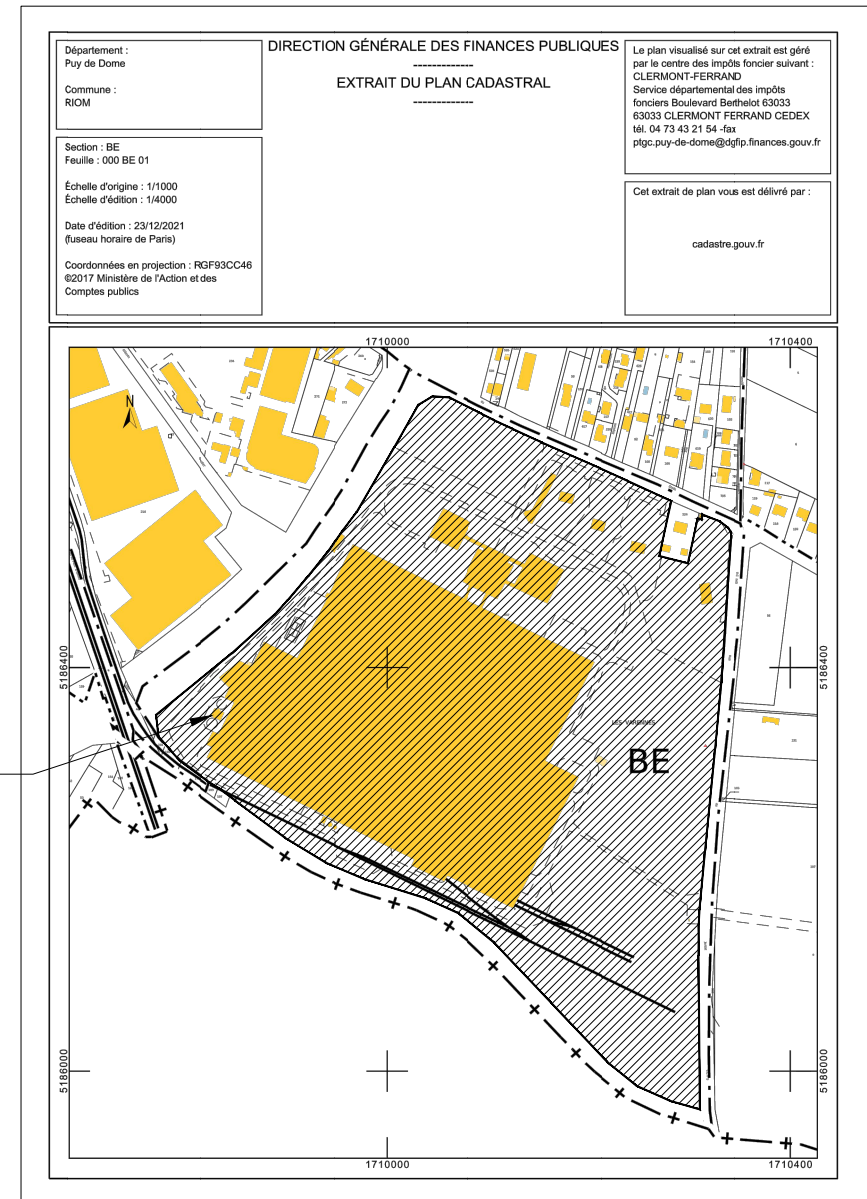 Département :
Puy de Dome
Commune :
RIOM
Section : BE
Feuille : 000 BE 01
Échelle d'origine : 1/1000
Échelle d'édition : 1/4000
Date d'édition : 23/12/2021
(fuseau horaire de Paris)
Coordonnées en projection : RGF93CC46
©2017 Ministère de l'Action et des
Comptes publics
DIRECTION GÉNÉRALE DES FINANCES PUBLIQUES
-------------
EXTRAIT DU PLAN CADASTRAL
-------------
Le plan visualisé sur cet extrait est géré
par le centre des impôts foncier suivant :
CLERMONT-FERRAND
Service départemental des impôts
fonciers Boulevard Berthelot 63033
63033 CLERMONT FERRAND CEDEX
tél. 04 73 43 21 54 -fax
ptgc.puy-de-dome@dgfip.finances.gouv.fr
Cet extrait de plan vous est délivré par :
cadastre.gouv.fr
1710000
1710400
N
5186400
5186400
LES VARENNES
BE
5186000
5186000
1710000
1710400